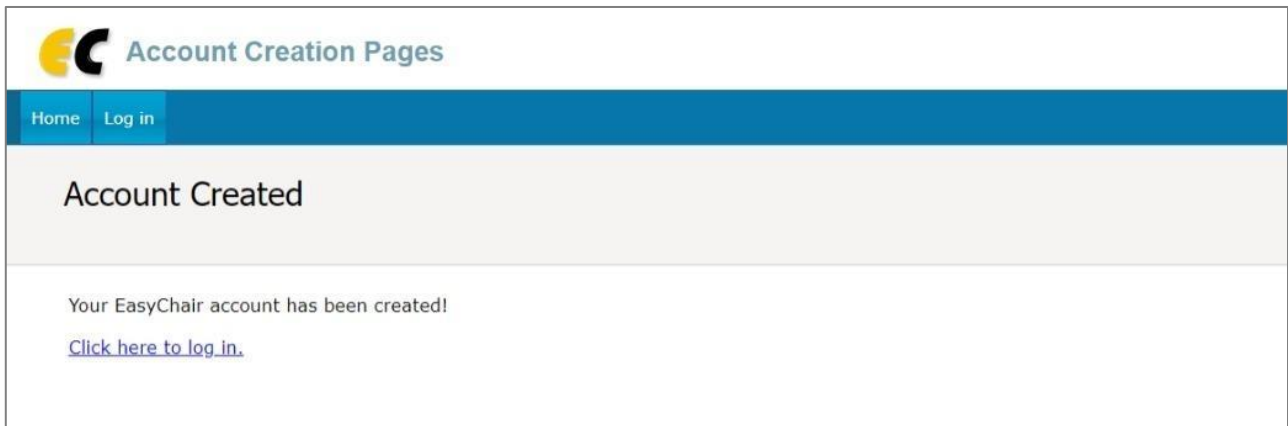 EC Account Creation Pages
Home Log in
Account Created
Your EasyChair account has been created!
Click here to log in.